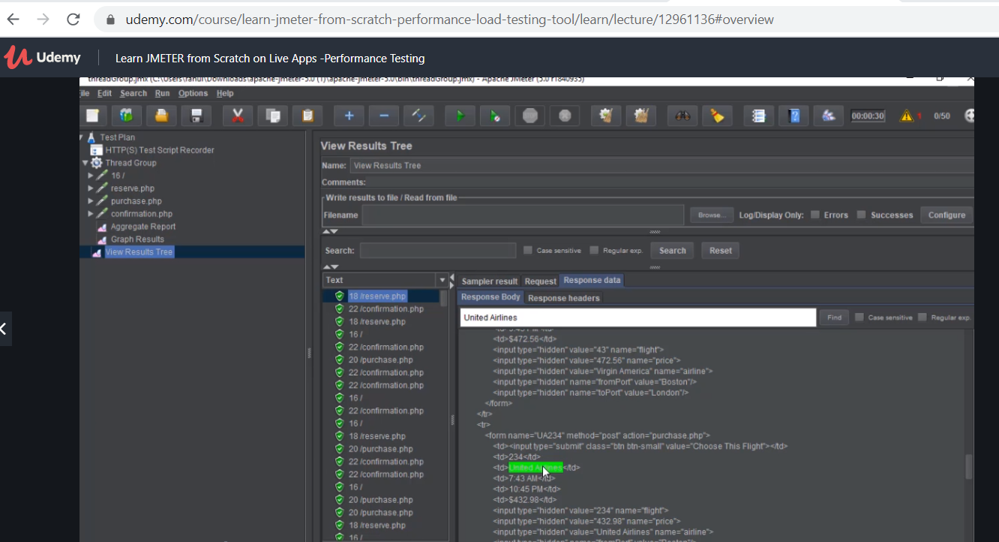 udemy.com/course/learn-jmeter-from-scratch-performance-load-testing-tool/learn/lecture/12961136#overview
Udemy
Learn JMETER from Scratch on Live Apps -Performance Testing
threadGroup.jmx (C:\Users\rahul\Downloads\apache-jmeter-5.0 (1)\apache-jmeter-5.0\bin\threadGroup.jmx) - Apache JMeter (5.0 r1840935)
ile Edit Search Run Options Help
00:00:30 1 0/50
Test Plan
HTTP(S) Test Script Recorder
Thread Group
16 /
reserve.php
purchase.php
confirmation.php
Aggregate Report
Graph Results
View Results Tree
View Results Tree
Name: View Results Tree
Comments:
Write results to file / Read from file
Filename Browse... Log/Display Only: Errors Successes Configure
Search: Case sensitive Regular exp. Search Reset
Text
18 /reserve.php
22 /confirmation.php
18 /reserve.php
16 /
22 /confirmation.php
20 /purchase.php
22 /confirmation.php
22 /confirmation.php
16 /
22 /confirmation.php
16 /
18 /reserve.php
20 /purchase.php
22 /confirmation.php
22 /confirmation.php
16 /
20 /purchase.php
20 /purchase.php
18 /reserve.php
16 /
Sampler result Request Response data
Response Body Response headers
United Airlines Find Case sensitive Regular exp.
<td>$472.56</td>
<input type="hidden" value="43" name="flight">
<input type="hidden" value="472.56" name="price">
<input type="hidden" value="Virgin America" name="airline">
<input type="hidden" name="fromPort" value="Boston"/>
<input type="hidden" name="toPort" value="London"/>
</form>
</tr>
<tr>
<form name="UA234" method="post" action="purchase.php">
<td><input type="submit" class="btn btn-small" value="Choose This Flight"></td>
<td>234</td>
<td>United Airlines</td>
<td>7:43 AM</td>
<td>10:45 PM</td>
<td>$432.98</td>
<input type="hidden" value="234" name="flight">
<input type="hidden" value="432.98" name="price">
<input type="hidden" value="United Airlines" name="airline">